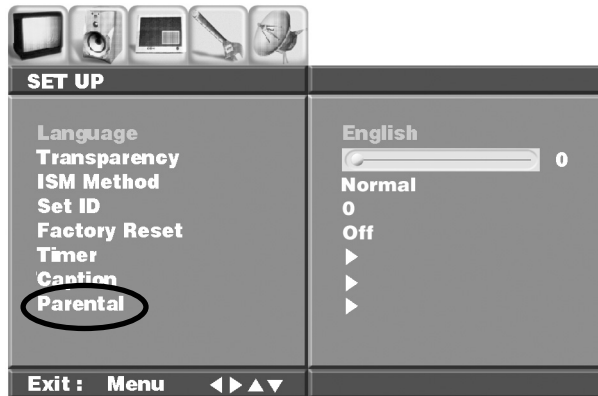 SET UP
Language English
Transparency 0
ISM Method Normal
Set ID 0
Factory Reset Off
Timer ▶
Caption ▶
Parental ▶
Exit : Menu ◀▶▲▼